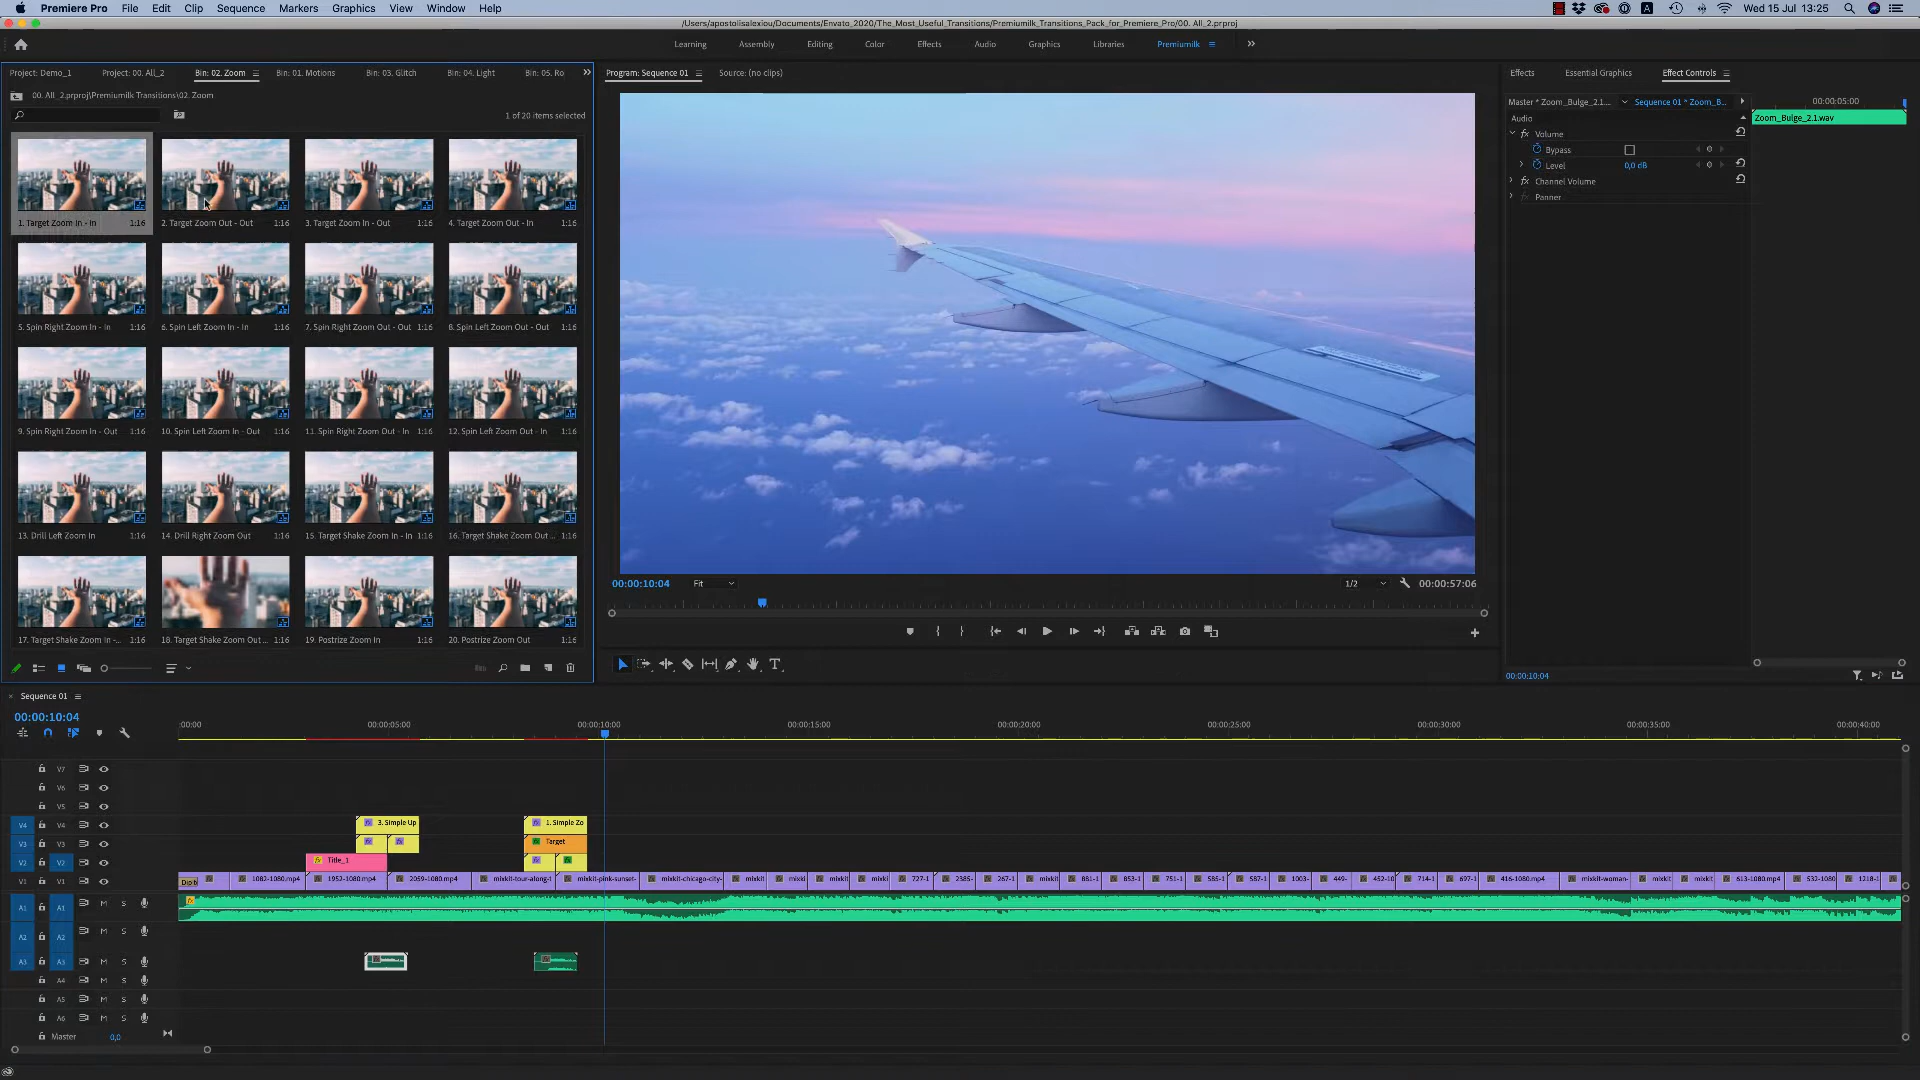 Premiere Pro File Edit Clip Sequence Markers Graphics View Window Help Wed 15 Jul 13:25
/Users/apostolisalexiou/Documents/Envato_2020/The_Most_Useful_Transitions/Premiumilk_Transitions_Pack_for_Premiere_Pro/00. All_2.prproj
Learning Assembly Editing Color Effects Audio Graphics Libraries Premiumilk
Project: Demo_1 Project: 00. All_2 Bin: 02. Zoom Bin: 01. Motions Bin: 03. Glitch Bin: 04. Light Bin: 05. Ro
00. All_2.prproj\Premiumilk Transitions\02. Zoom
1 of 20 items selected
1. Target Zoom In - In 1:16 2. Target Zoom Out - Out 1:16 3. Target Zoom In - Out 1:16 4. Target Zoom Out - In 1:16
5. Spin Right Zoom In - In 1:16 6. Spin Left Zoom In - In 1:16 7. Spin Right Zoom Out - Out 1:16 8. Spin Left Zoom Out - Out 1:16
9. Spin Right Zoom In - Out 1:16 10. Spin Left Zoom In - Out 1:16 11. Spin Right Zoom Out - In 1:16 12. Spin Left Zoom Out - In 1:16
13. Drill Left Zoom In 1:16 14. Drill Right Zoom Out 1:16 15. Target Shake Zoom In - In 1:16 16. Target Shake Zoom Out ... 1:16
17. Target Shake Zoom In -... 1:16 18. Target Shake Zoom Out ... 1:16 19. Postrize Zoom In 1:16 20. Postrize Zoom Out 1:16
Program: Sequence 01 Source: (no clips)
00:00:10:04 Fit 1/2 00:00:57:06
Effects Essential Graphics Effect Controls
Master * Zoom_Bulge_2.1... Sequence 01 * Zoom_B... 00:00:05:00
Audio Zoom_Bulge_2.1.wav
fx Volume
Bypass
Level 0,0 dB
fx Channel Volume
fx Panner
00:00:10:04
Sequence 01
00:00:10:04
:00:00 00:00:05:00 00:00:10:00 00:00:15:00 00:00:20:00 00:00:25:00 00:00:30:00 00:00:35:00 00:00:40:00
V7
V6
V5
V4 V4 3. Simple Up 1. Simple Zo
V3 V3 Target
V2 V2 Title_1
V1 V1 Dip t 1082-1080.mp4 1952-1080.mp4 2059-1080.mp4 mixkit-tour-along-t mixkit-pink-sunset- mixkit-chicago-city- mixkit mixki mixkit mixki 727-1 2385- 267-1 mixkit 881-1 853-1 751-1 585-1 587-1 1003- 449- 452-10 714-1 697-1 416-1080.mp4 mixkit-woman- mixkit mixkit 613-1080.mp4 532-1080 1218-1
A1 A1 M S
A2 A2 M S
A3 A3 M S
A4 M S
A5 M S
A6 M S
Master 0,0